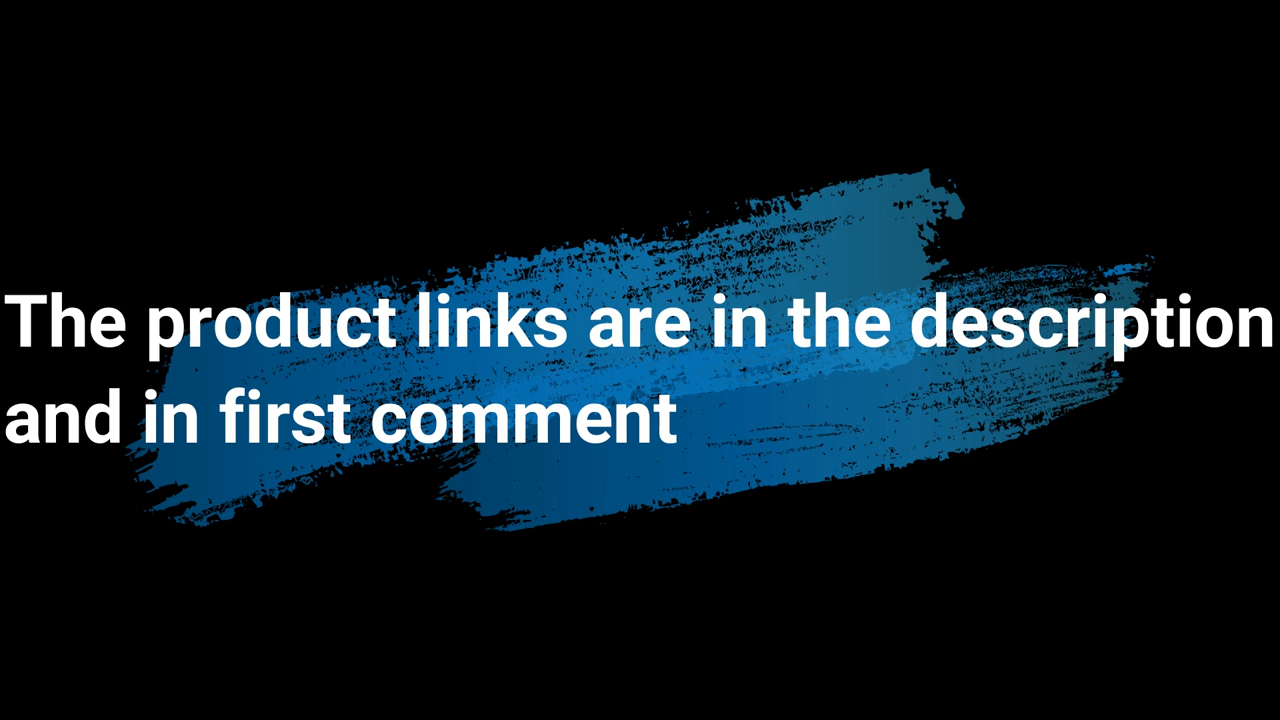 The product links are in the description
and in first comment